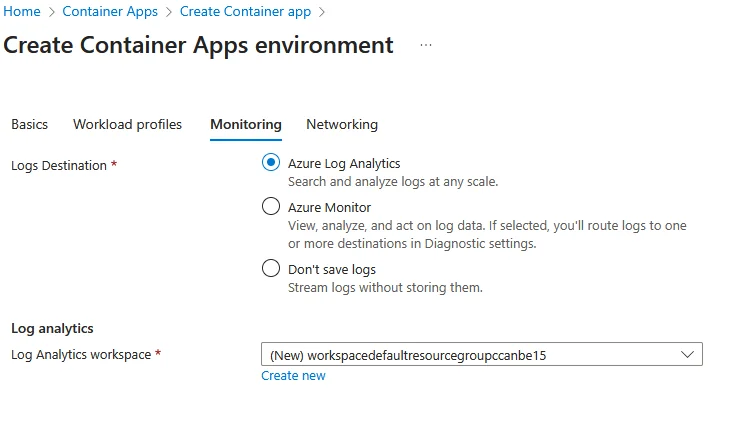 Home > Container Apps > Create Container app >
Create Container Apps environment ...
Basics Workload profiles Monitoring Networking
Logs Destination *
Azure Log Analytics
Search and analyze logs at any scale.
Azure Monitor
View, analyze, and act on log data. If selected, you'll route logs to one
or more destinations in Diagnostic settings.
Don't save logs
Stream logs without storing them.
Log analytics
Log Analytics workspace *
(New) workspacedefaultresourcegroupccanbe15
Create new